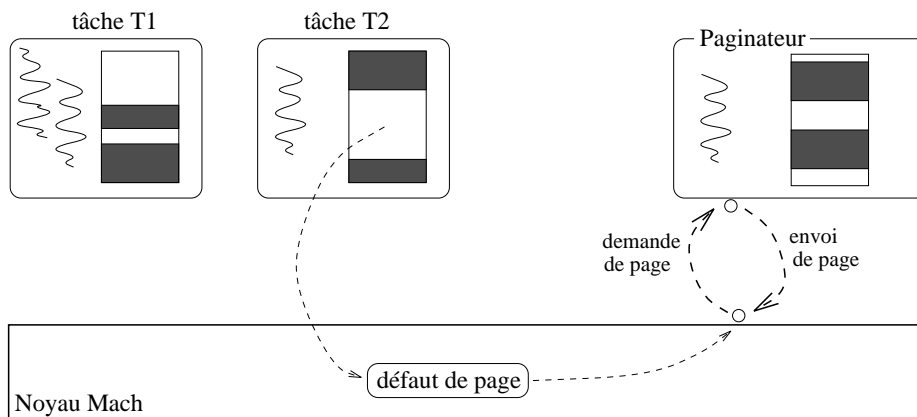 tâche T1
tâche T2
Paginateur
demande
de page
envoi
de page
défaut de page
Noyau Mach